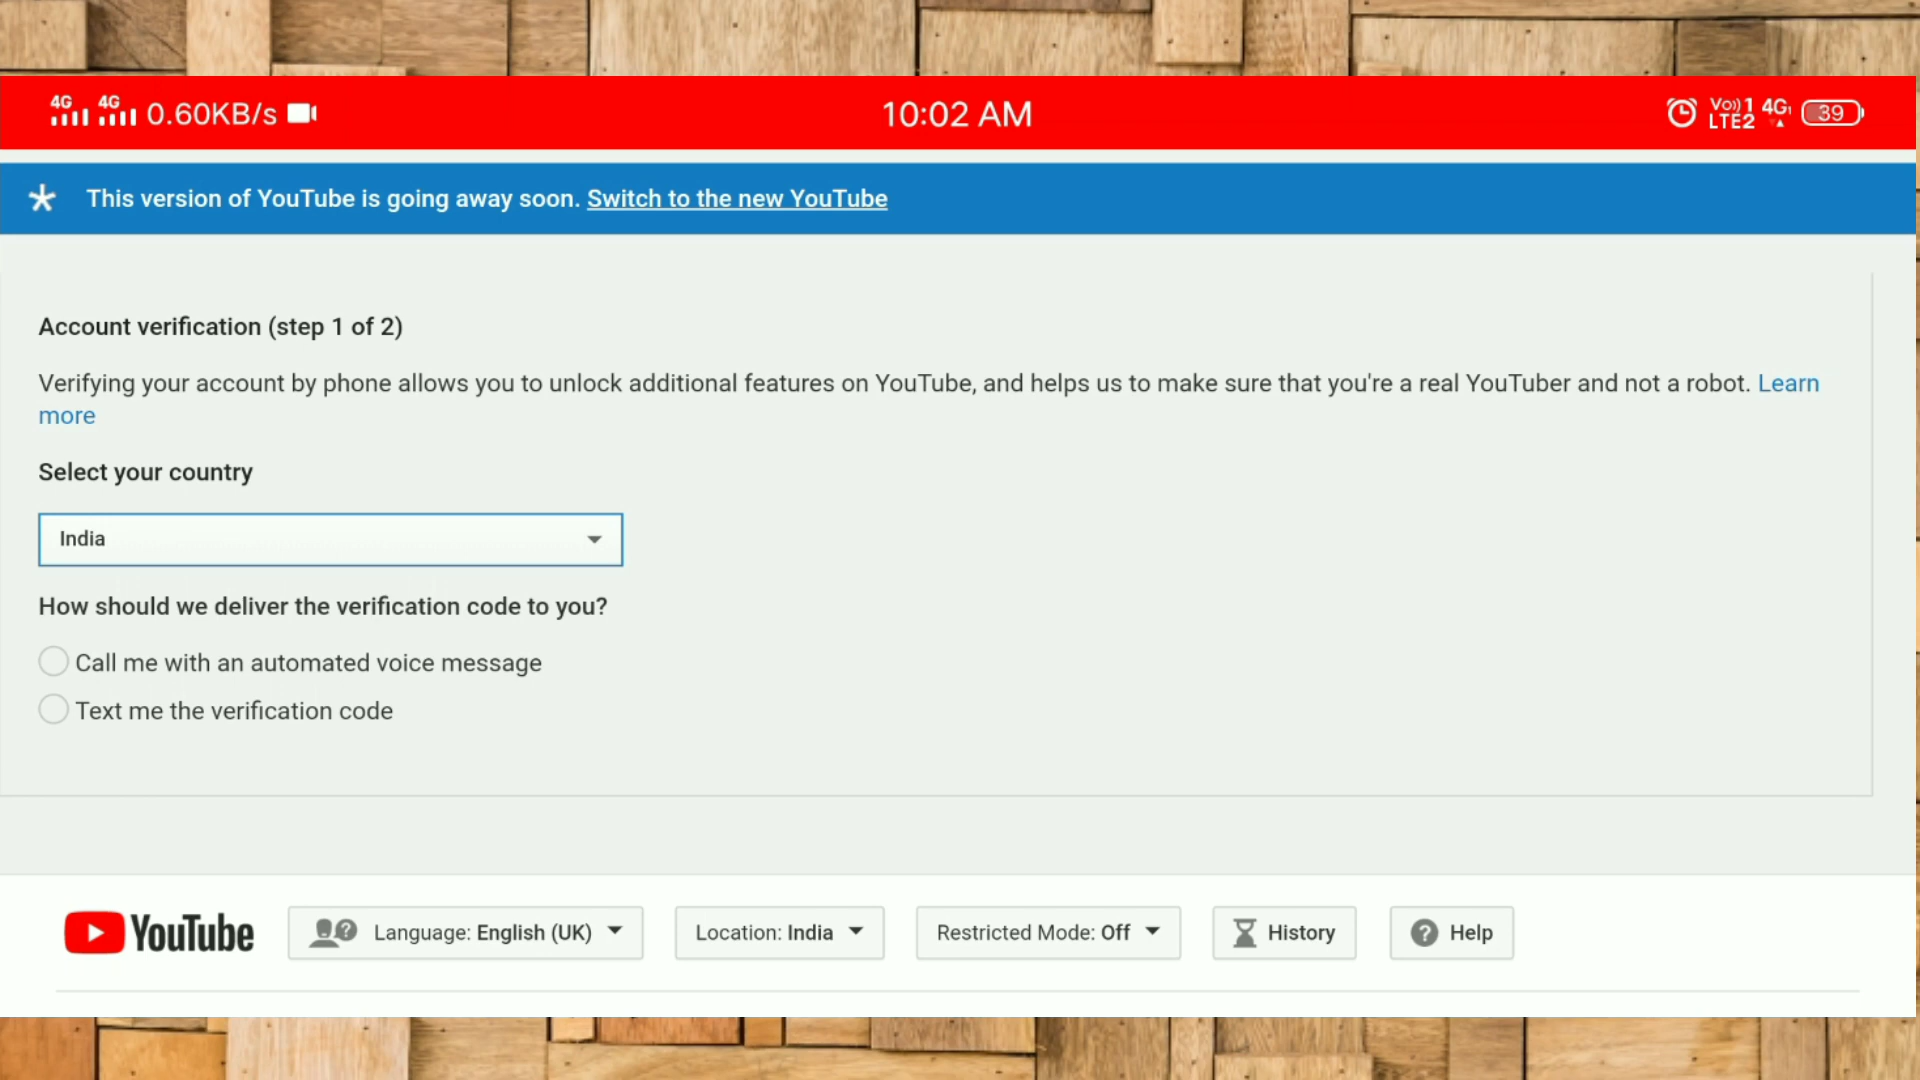 4G 4G 0.60KB/s 10:02 AM Vo)) 1 LTE2 4G 39
This version of YouTube is going away soon. Switch to the new YouTube
Account verification (step 1 of 2)
Verifying your account by phone allows you to unlock additional features on YouTube, and helps us to make sure that you're a real YouTuber and not a robot. Learn
more
Select your country
India
How should we deliver the verification code to you?
Call me with an automated voice message
Text me the verification code
YouTube Language: English (UK) Location: India Restricted Mode: Off History Help